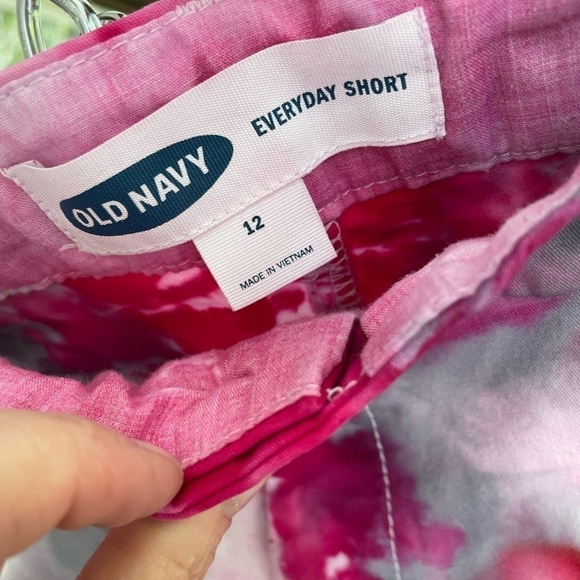 OLD NAVY
EVERYDAY SHORT
12
MADE IN VIETNAM